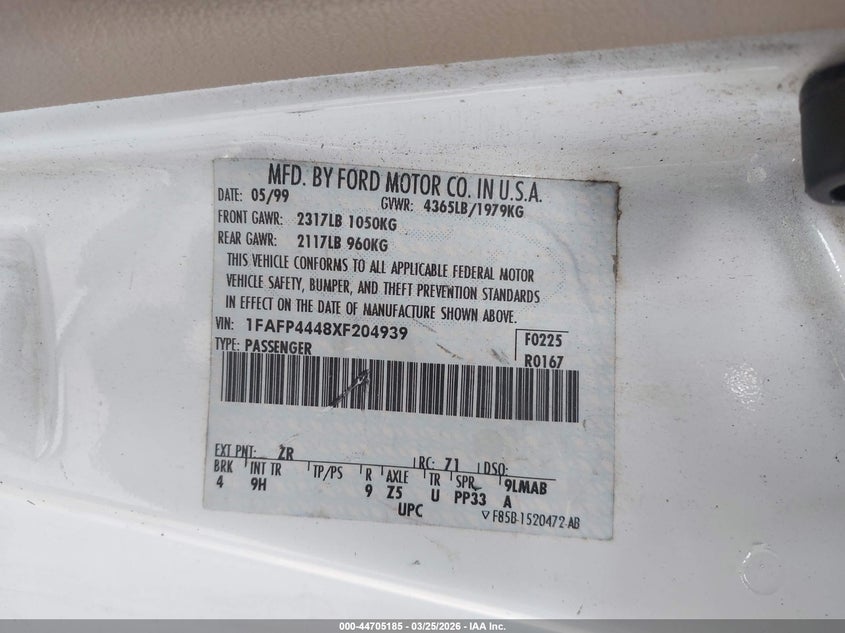 MFD. BY FORD MOTOR CO. IN U.S.A.
DATE: 05/99 GVWR: 4365LB/1979KG
FRONT GAWR: 2317LB 1050KG
REAR GAWR: 2117LB 960KG
THIS VEHICLE CONFORMS TO ALL APPLICABLE FEDERAL MOTOR
VEHICLE SAFETY, BUMPER, AND THEFT PREVENTION STANDARDS
IN EFFECT ON THE DATE OF MANUFACTURE SHOWN ABOVE.
VIN: 1FAFP4448XF204939 F0225
TYPE: PASSENGER R0167
EXT PNT: ZR RC: 71 DSO:
BRK INT TR TP/PS R AXLE TR SPR 9LMAB
4 9H 9 Z5 U PP33 A
UPC F85B-1520472-AB
000-44705185 - 03/25/2026 - IAA Inc.